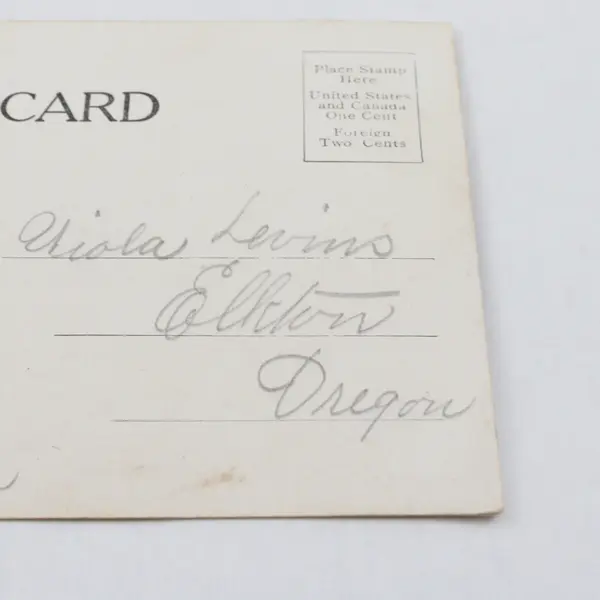 CARD
Place Stamp
Here
United States
and Canada
One Cent
Foreign
Two Cents
Viola Levins
Elkton
Oregon